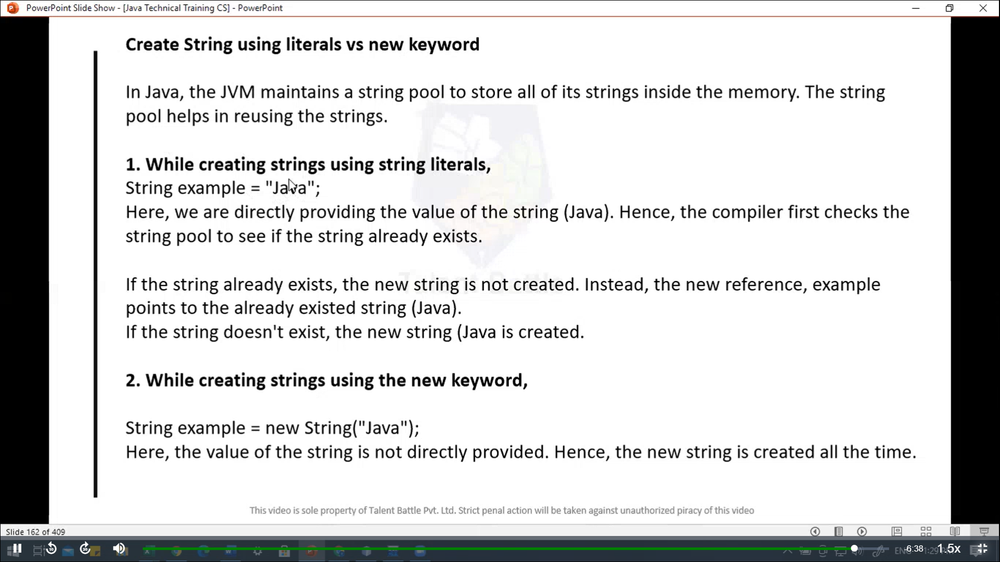 PowerPoint Slide Show - [Java Technical Training CS] - PowerPoint
Create String using literals vs new keyword
In Java, the JVM maintains a string pool to store all of its strings inside the memory. The string
pool helps in reusing the strings.
1. While creating strings using string literals,
String example = "Java";
Here, we are directly providing the value of the string (Java). Hence, the compiler first checks the
string pool to see if the string already exists.
If the string already exists, the new string is not created. Instead, the new reference, example
points to the already existed string (Java).
If the string doesn't exist, the new string (Java is created.
2. While creating strings using the new keyword,
String example = new String("Java");
Here, the value of the string is not directly provided. Hence, the new string is created all the time.
Talent Battle
This video is sole property of Talent Battle Pvt. Ltd. Strict penal action will be taken against unauthorized piracy of this video
Slide 162 of 409
10 30 -6:38 1.5x